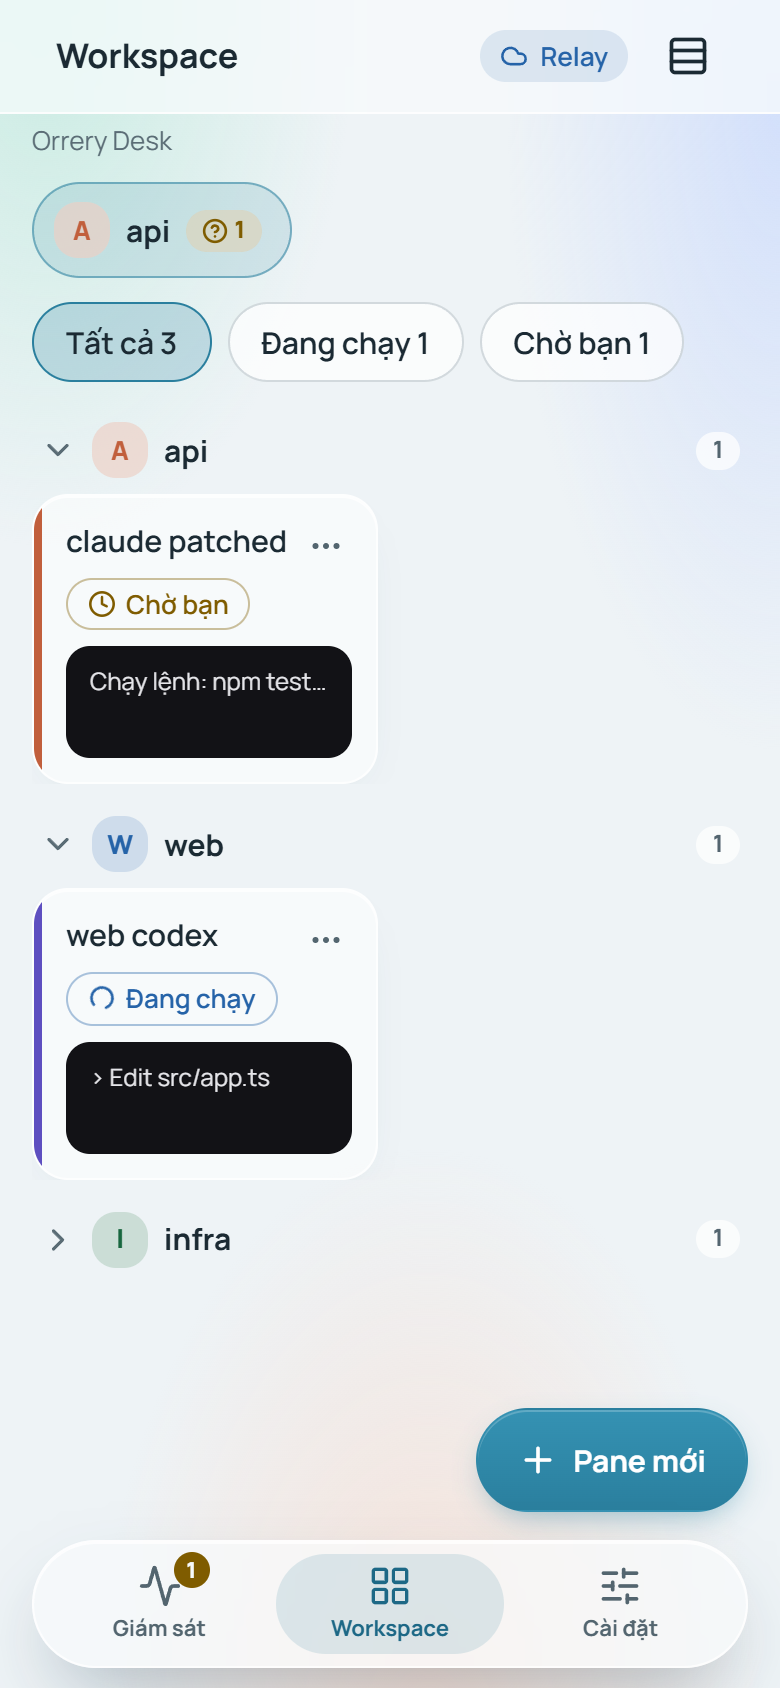 Workspace
Relay
Orrery Desk
A api 1
Tất cả 3
Đang chạy 1
Chờ bạn 1
A api 1
claude patched
Chờ bạn
Chạy lệnh: npm test...
W web 1
web codex
Đang chạy
› Edit src/app.ts
I infra 1
Pane mới
1
Giám sát
Workspace
Cài đặt